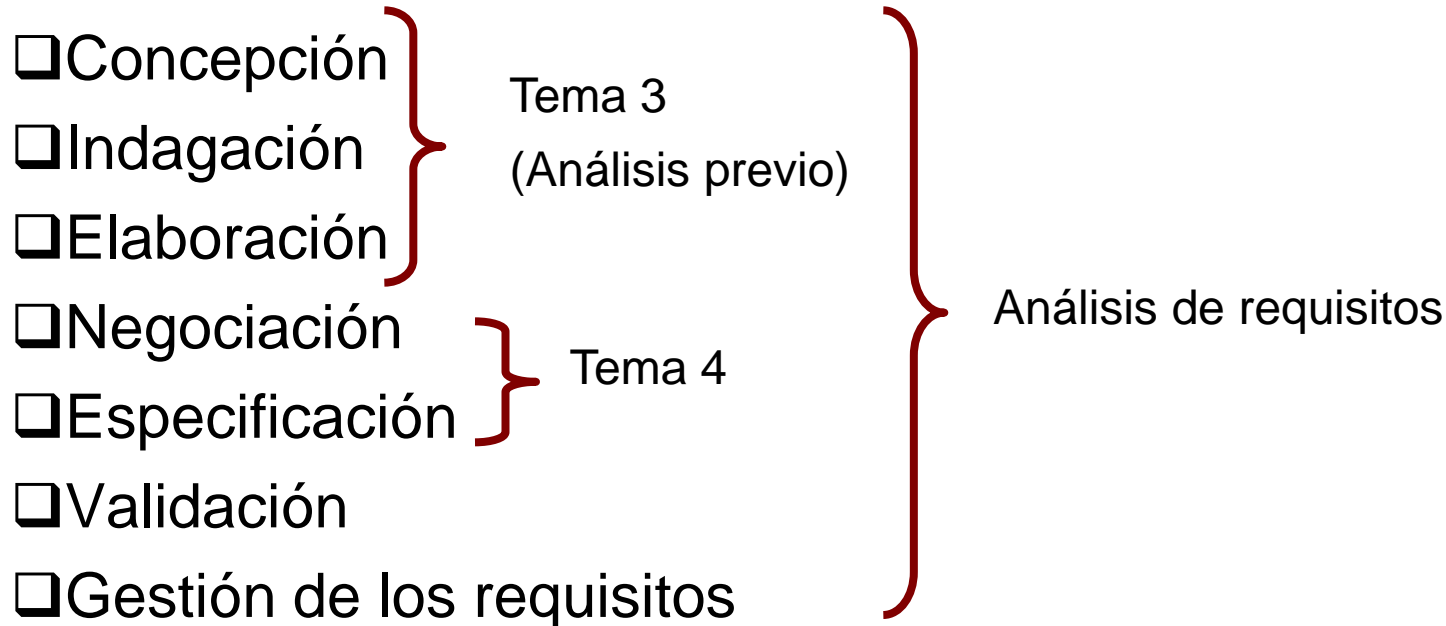 ❑Concepción
❑Indagación
❑Elaboración
❑Negociación
❑Especificación
❑Validación
❑Gestión de los requisitos
Tema 3
(Análisis previo)
Tema 4
Análisis de requisitos